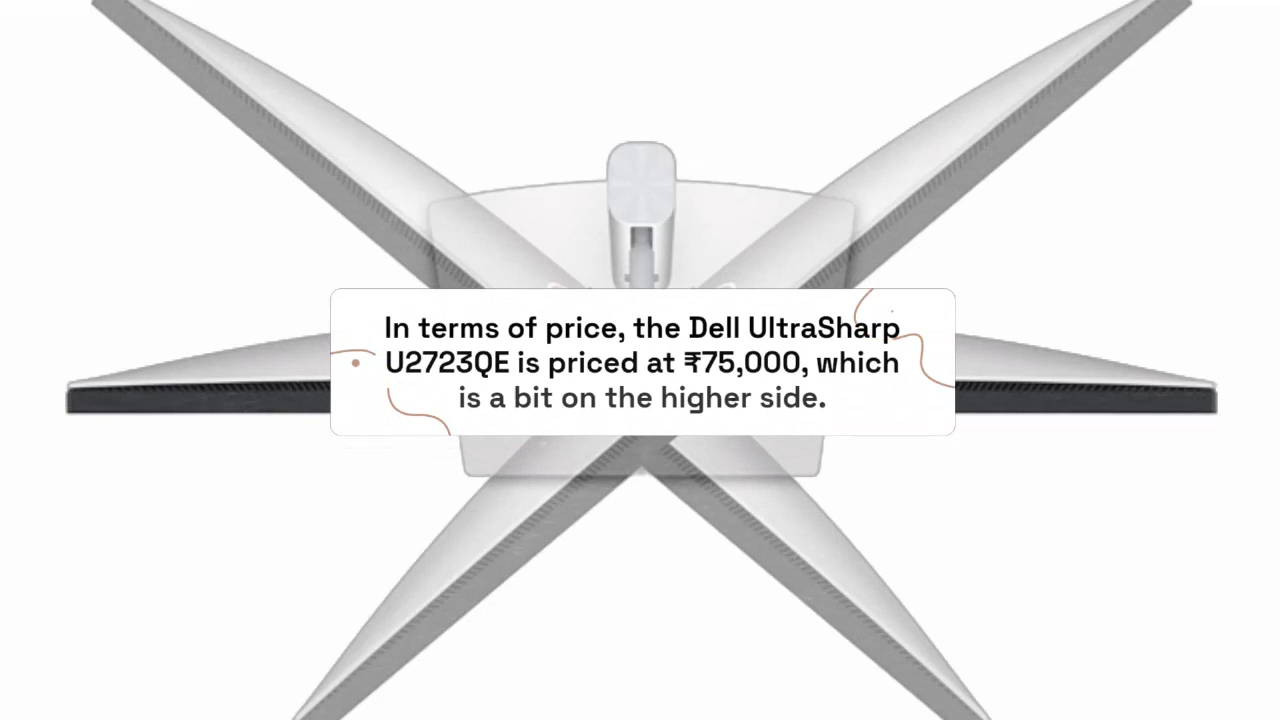 In terms of price, the Dell UltraSharp
U2723QE is priced at ₹75,000, which
is a bit on the higher side.